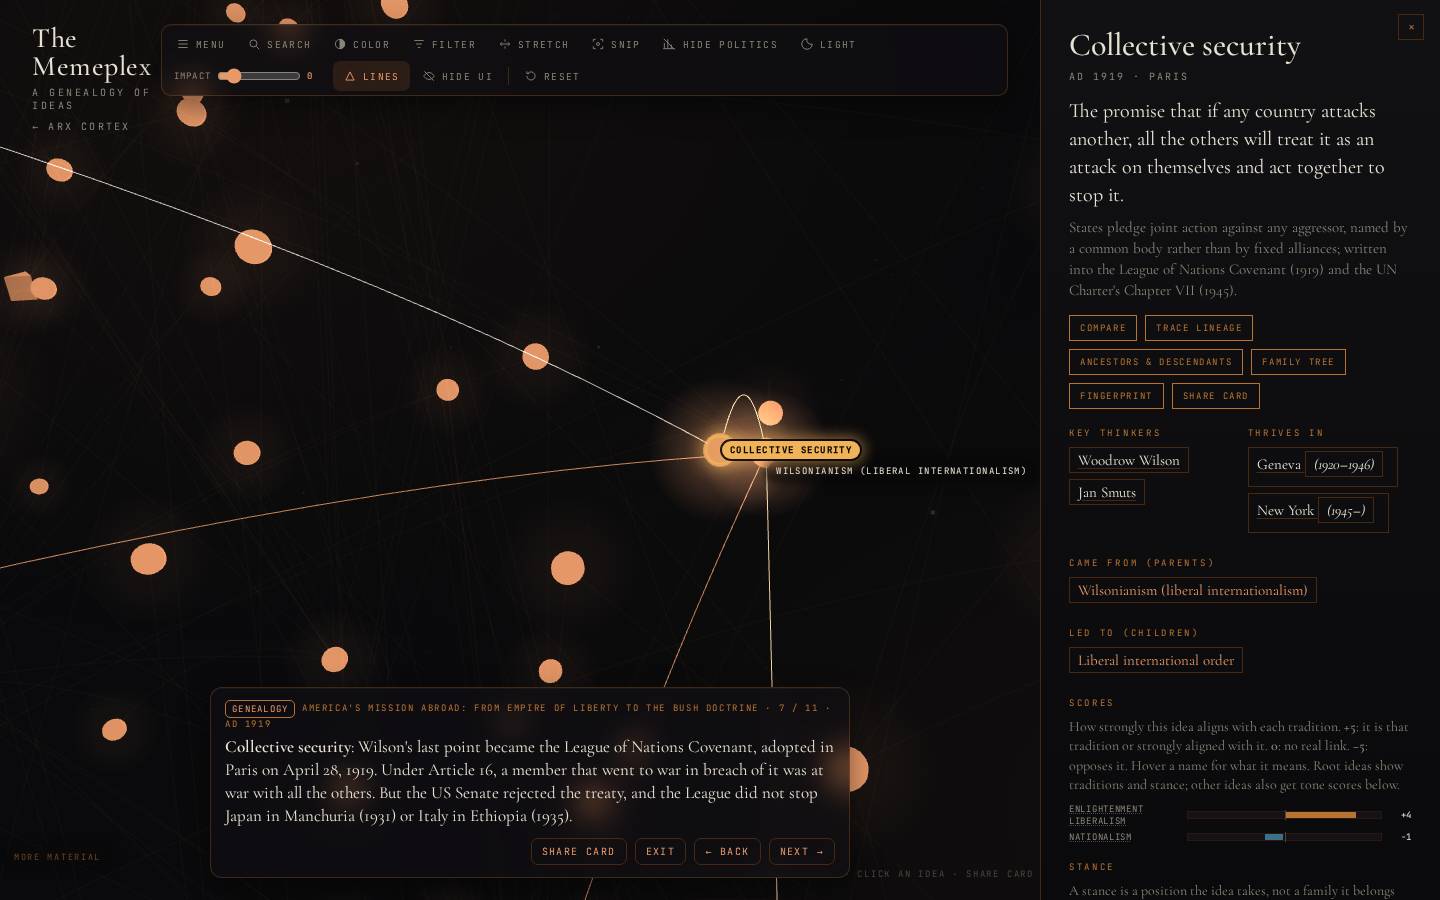 The
Memeplex
A GENEALOGY OF
IDEAS
← ARX CORTEX
MENU
SEARCH
COLOR
FILTER
STRETCH
SNIP
HIDE POLITICS
LIGHT
IMPACT
0
LINES
HIDE UI
RESET
COLLECTIVE SECURITY
WILSONIANISM (LIBERAL INTERNATIONALISM)
GENEALOGY AMERICA'S MISSION ABROAD: FROM EMPIRE OF LIBERTY TO THE BUSH DOCTRINE · 7 / 11 ·
AD 1919
Collective security: Wilson's last point became the League of Nations Covenant, adopted in
Paris on April 28, 1919. Under Article 16, a member that went to war in breach of it was at
war with all the others. But the US Senate rejected the treaty, and the League did not stop
Japan in Manchuria (1931) or Italy in Ethiopia (1935).
SHARE CARD
EXIT
← BACK
NEXT →
MORE MATERIAL
CLICK AN IDEA · SHARE CARD
×
Collective security
AD 1919 · PARIS
The promise that if any country attacks
another, all the others will treat it as an
attack on themselves and act together to
stop it.
States pledge joint action against any aggressor, named by
a common body rather than by fixed alliances; written
into the League of Nations Covenant (1919) and the UN
Charter's Chapter VII (1945).
COMPARE
TRACE LINEAGE
ANCESTORS & DESCENDANTS
FAMILY TREE
FINGERPRINT
SHARE CARD
KEY THINKERS
Woodrow Wilson
Jan Smuts
THRIVES IN
Geneva (1920–1946)
New York (1945–)
CAME FROM (PARENTS)
Wilsonianism (liberal internationalism)
LED TO (CHILDREN)
Liberal international order
SCORES
How strongly this idea aligns with each tradition. +5: it is that
tradition or strongly aligned with it. 0: no real link. −5:
opposes it. Hover a name for what it means. Root ideas show
traditions and stance; other ideas also get tone scores below.
ENLIGHTENMENT
LIBERALISM
+4
NATIONALISM
-1
STANCE
A stance is a position the idea takes, not a family it belongs